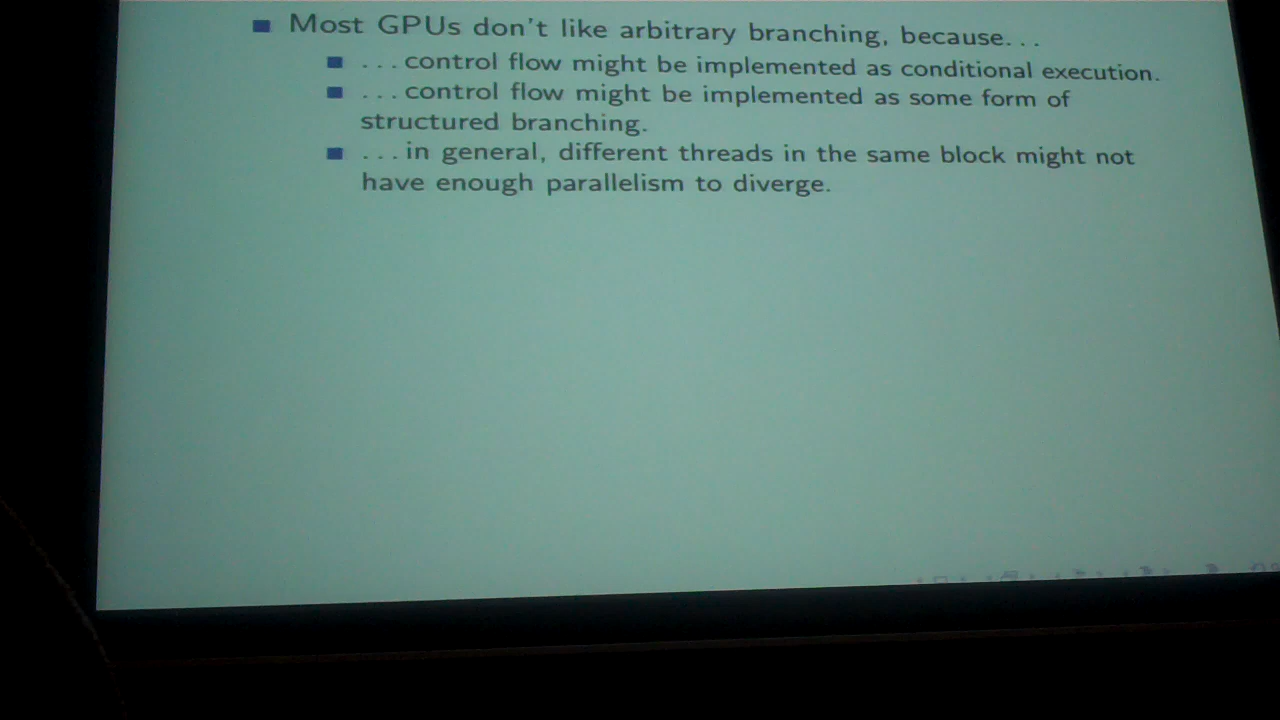 Most GPUs don't like arbitrary branching, because...
...control flow might be implemented as conditional execution.
...control flow might be implemented as some form of
structured branching.
...in general, different threads in the same block might not
have enough parallelism to diverge.